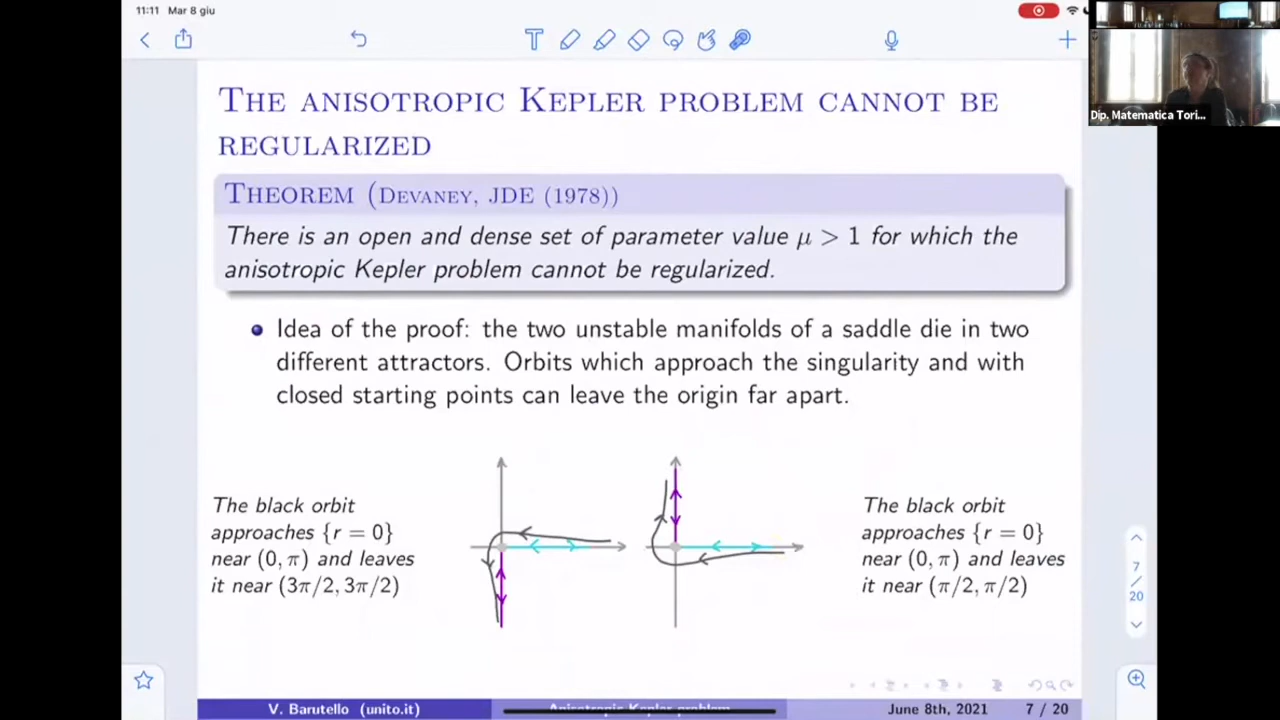 11:11 Mar 8 giu
Dip. Matematica Tori...
THE ANISOTROPIC KEPLER PROBLEM CANNOT BE
REGULARIZED
THEOREM (DEVANEY, JDE (1978))
There is an open and dense set of parameter value μ > 1 for which the
anisotropic Kepler problem cannot be regularized.
Idea of the proof: the two unstable manifolds of a saddle die in two
different attractors. Orbits which approach the singularity and with
closed starting points can leave the origin far apart.
The black orbit
approaches {r = 0}
near (0, π) and leaves
it near (3π/2, 3π/2)
The black orbit
approaches {r = 0}
near (0, π) and leaves
it near (π/2, π/2)
7
/
20
V. Barutello (unito.it)
Anisotropic Kepler problem
June 8th, 2021
7 / 20